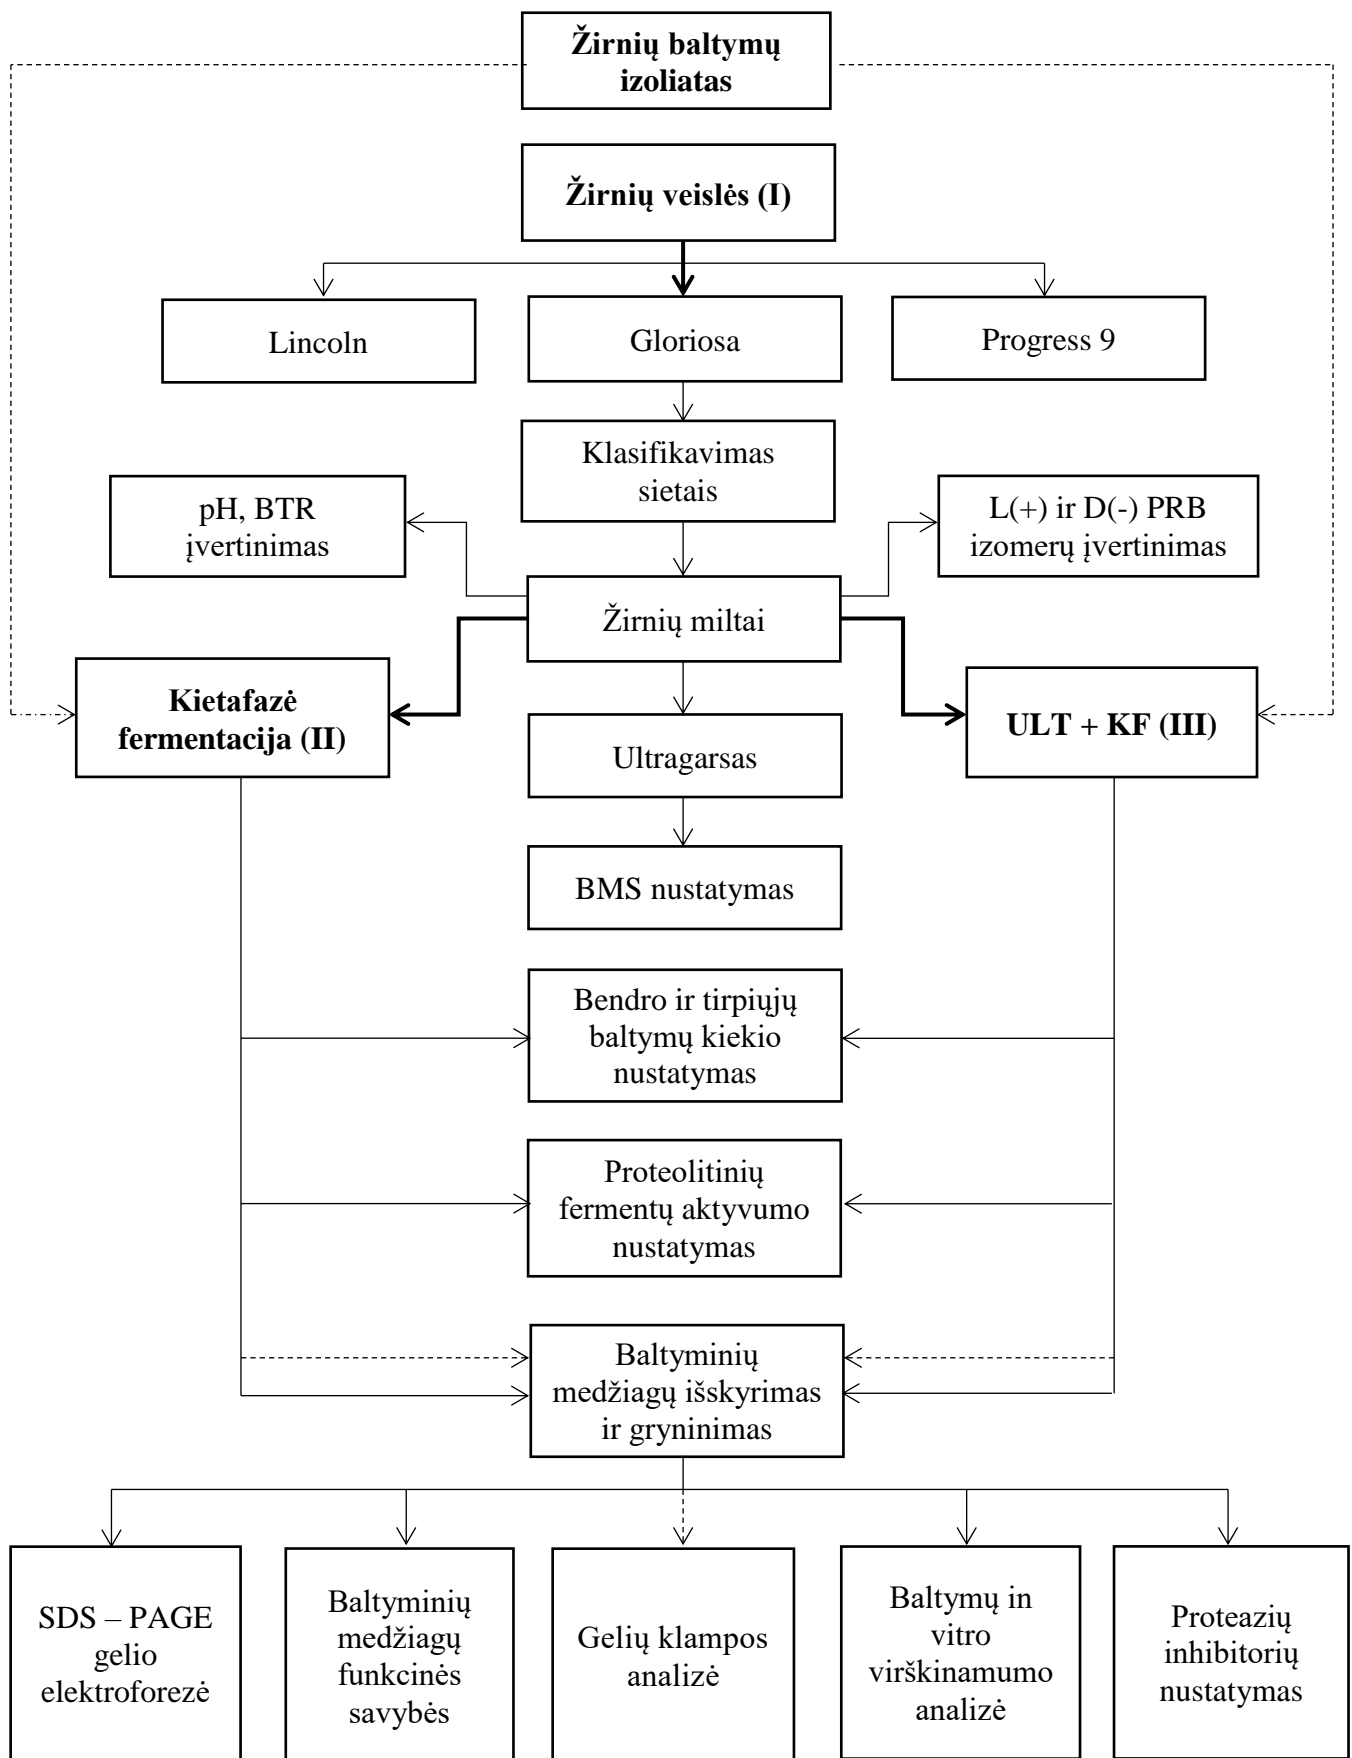 Žirnių baltymų
izoliatas
Žirnių veislės (I)
Lincoln
Gloriosa
Progress 9
Klasifikavimas
sietais
pH, BTR
įvertinimas
L(+) ir D(-) PRB
izomerų įvertinimas
Žirnių miltai
Kietafazė
fermentacija (II)
Ultragarsas
ULT + KF (III)
BMS nustatymas
Bendro ir tirpiųjų
baltymų kiekio
nustatymas
Proteolitinių
fermentų aktyvumo
nustatymas
Baltyminių
medžiagų išskyrimas
ir gryninimas
SDS – PAGE
gelio
elektroforezė
Baltyminių
medžiagų
funkcinės
savybės
Gelių klampos
analizė
Baltymų in
vitro
virškinamumo
analizė
Proteazių
inhibitorių
nustatymas